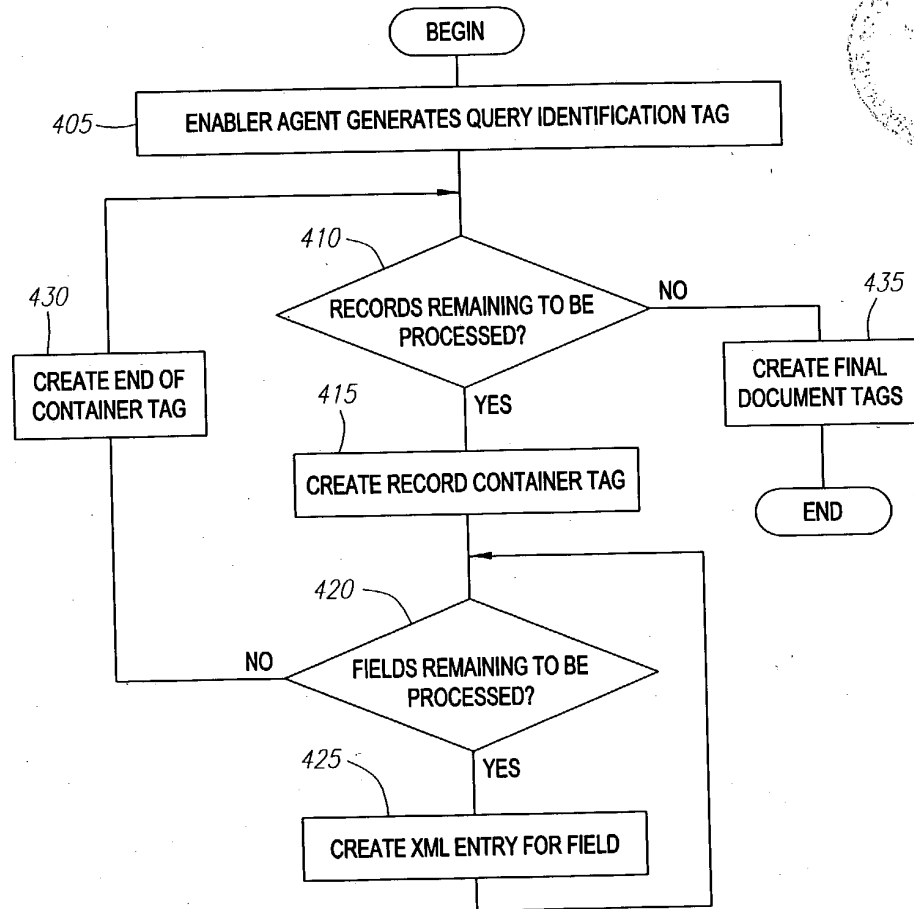 BEGIN
405
ENABLER AGENT GENERATES QUERY IDENTIFICATION TAG
410
RECORDS REMAINING TO BE
PROCESSED?
NO
435
CREATE FINAL
DOCUMENT TAGS
END
430
CREATE END OF
CONTAINER TAG
YES
415
CREATE RECORD CONTAINER TAG
420
FIELDS REMAINING TO BE
PROCESSED?
NO
YES
425
CREATE XML ENTRY FOR FIELD